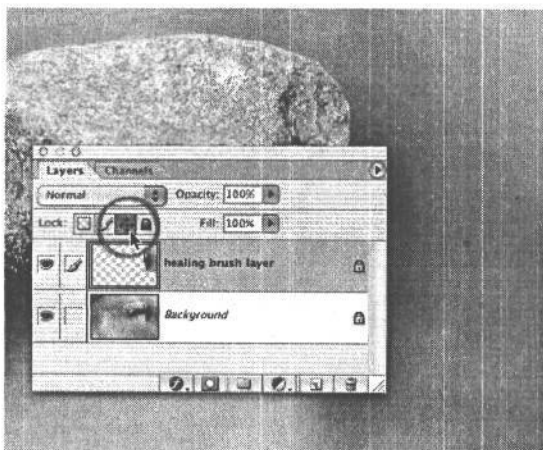 Layers Channels
Normal Opacity: 100%
Lock: Fill: 100%
healing brush layer
Background